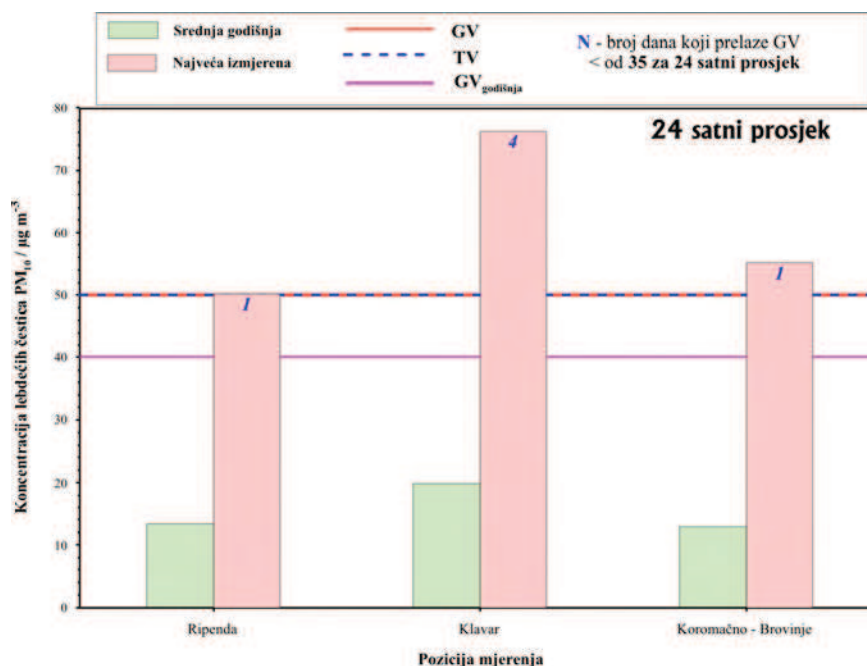 Srednja godišnja
Najveća izmjerena
GV
TV
GVgodišnja
N - broj dana koji prelaze GV
< od 35 za 24 satni prosjek
24 satni prosjek
Koncentracija lebdećih čestica PM10 / µg m-3
80
70
60
50
40
30
20
10
0
1
4
1
Ripenda
Klavar
Koromačno - Brovinje
Pozicija mjerenja